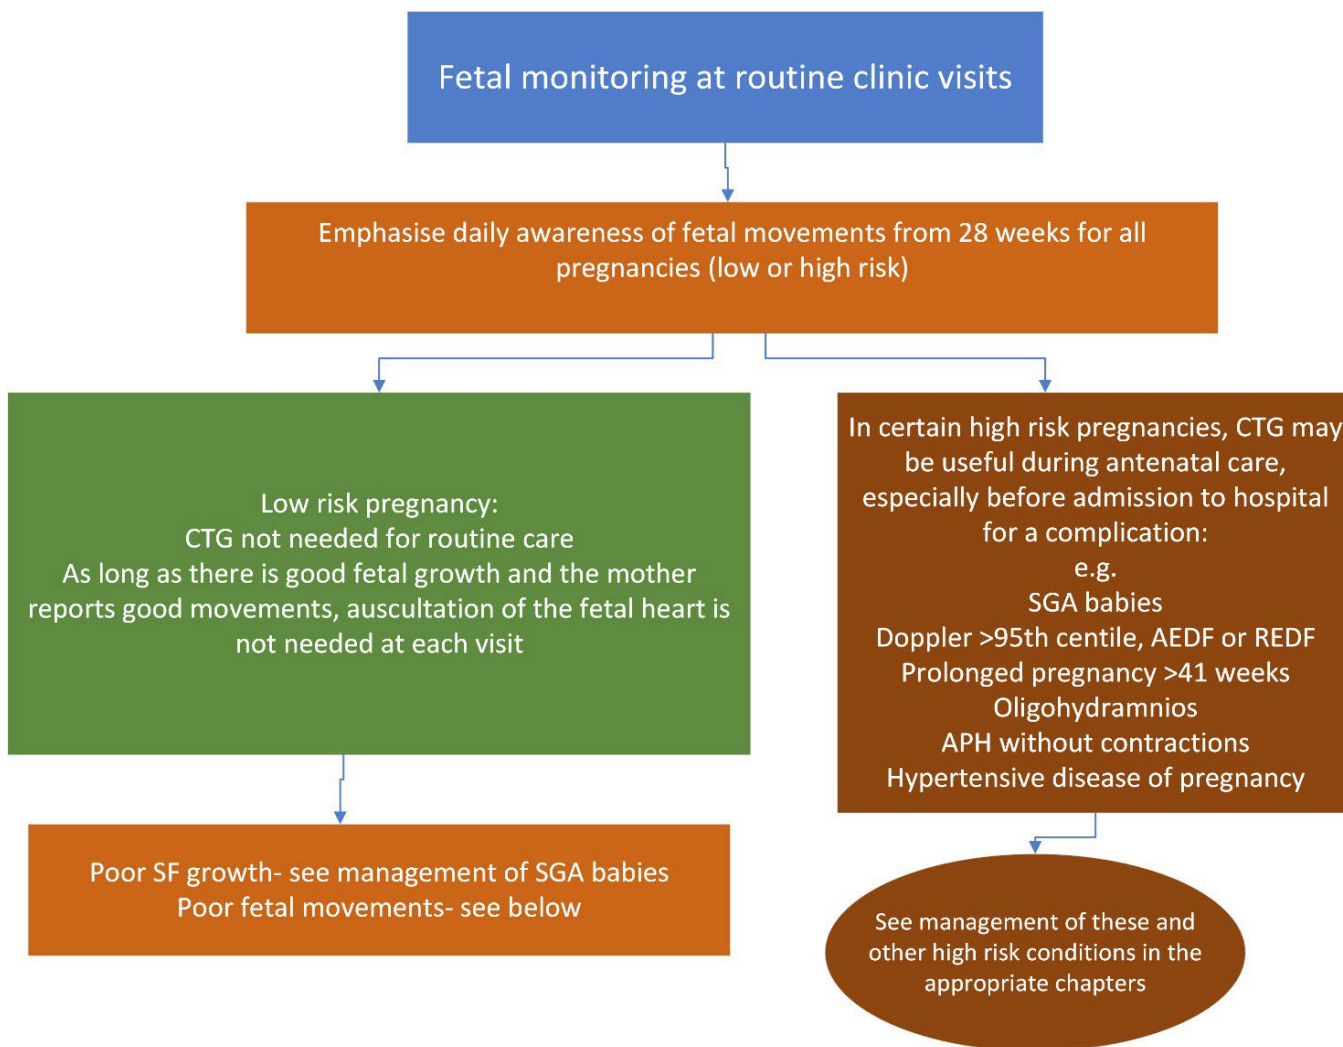 Fetal monitoring at routine clinic visits
Emphasise daily awareness of fetal movements from 28 weeks for all
pregnancies (low or high risk)
Low risk pregnancy:
CTG not needed for routine care
As long as there is good fetal growth and the mother
reports good movements, auscultation of the fetal heart is
not needed at each visit
In certain high risk pregnancies, CTG may
be useful during antenatal care,
especially before admission to hospital
for a complication:
e.g.
SGA babies
Doppler >95th centile, AEDF or REDF
Prolonged pregnancy >41 weeks
Oligohydramnios
APH without contractions
Hypertensive disease of pregnancy
Poor SF growth- see management of SGA babies
Poor fetal movements- see below
See management of these and
other high risk conditions in the
appropriate chapters